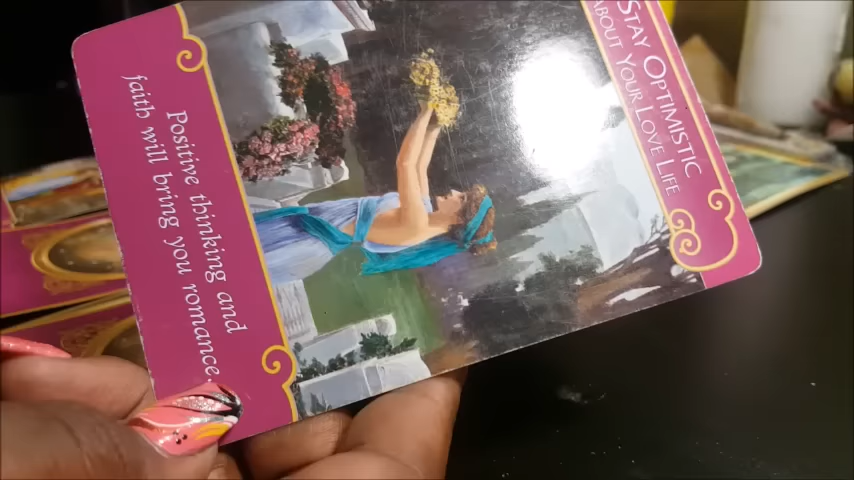 STAY OPTIMISTIC
ABOUT YOUR LOVE LIFE
Positive thinking and
faith will bring you romance